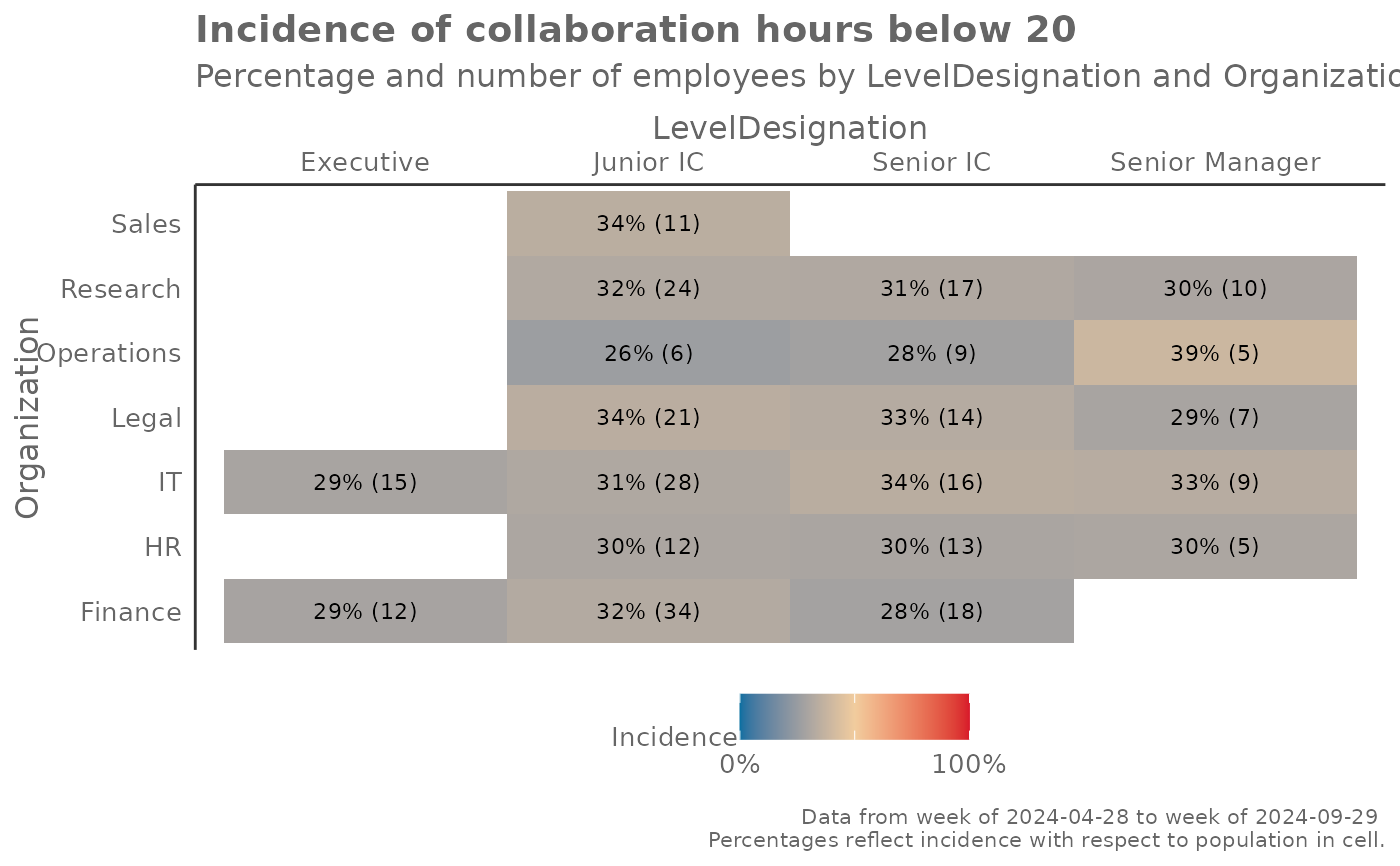 Incidence of collaboration hours below 20
Percentage and number of employees by LevelDesignation and Organizatio
LevelDesignation
Executive Junior IC Senior IC Senior Manager
Organization
Sales 34% (11)
Research 32% (24) 31% (17) 30% (10)
Operations 26% (6) 28% (9) 39% (5)
Legal 34% (21) 33% (14) 29% (7)
IT 29% (15) 31% (28) 34% (16) 33% (9)
HR 30% (12) 30% (13) 30% (5)
Finance 29% (12) 32% (34) 28% (18)
Incidence
0% 100%
Data from week of 2024-04-28 to week of 2024-09-29
Percentages reflect incidence with respect to population in cell.